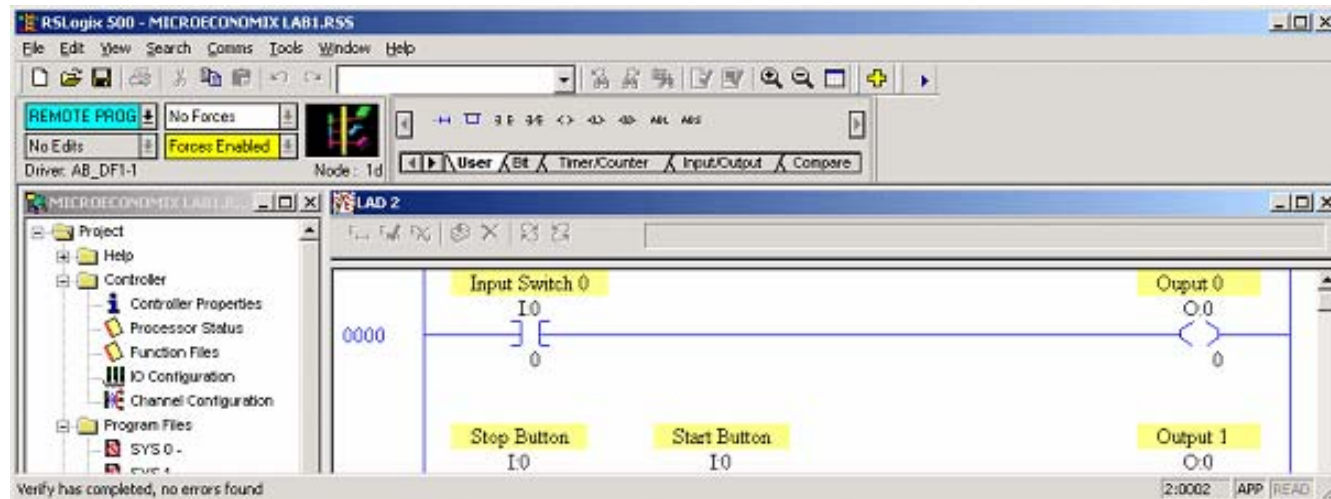 RSLogix 500 - MICROECONOMIX LAB1.RSS
File Edit View Search Comms Tools Window Help
REMOTE PROG No Forces
No Edits Forces Enabled
Driver: AB_DF1-1 Node: 1d
ABL ABS
User Bit Timer/Counter Input/Output Compare
LAD 2
Project
Help
Controller
Controller Properties
Processor Status
Function Files
IO Configuration
Channel Configuration
Program Files
SYS 0 -
Input Switch 0 Ouput 0
I:0 O:0
0000
0 0
Stop Button Start Button Output 1
I:0 I:0 O:0
Verify has completed, no errors found 2:0002 APP READ